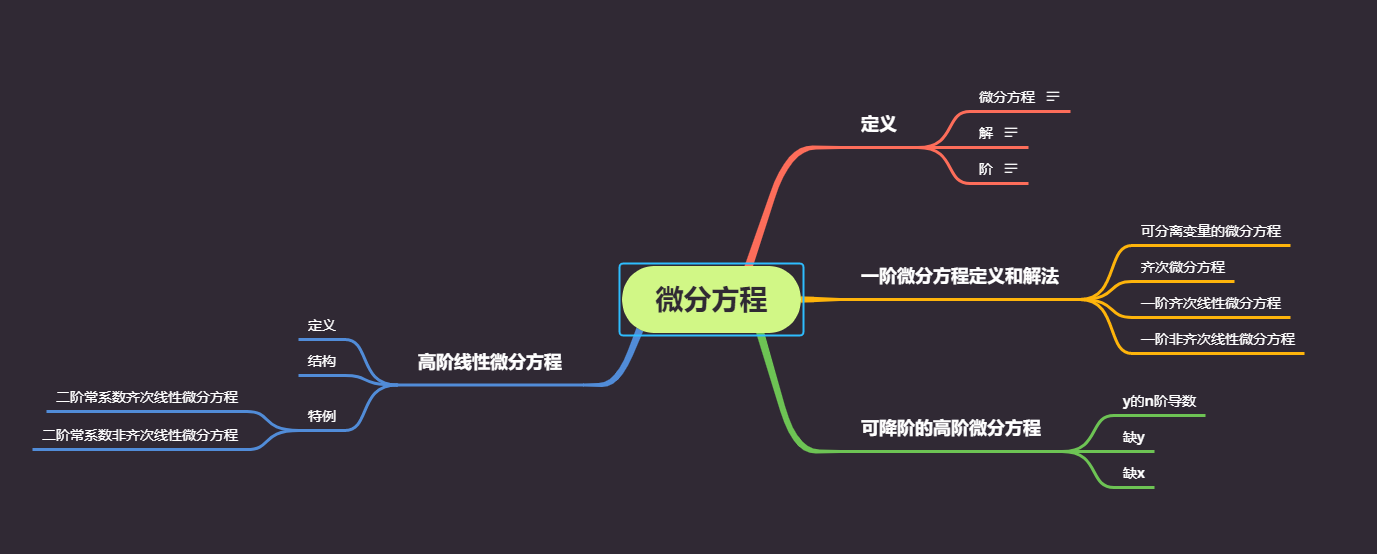 微分方程
定义
微分方程
解
阶
一阶微分方程定义和解法
可分离变量的微分方程
齐次微分方程
一阶齐次线性微分方程
一阶非齐次线性微分方程
可降阶的高阶微分方程
y的n阶导数
缺y
缺x
高阶线性微分方程
定义
结构
特例
二阶常系数齐次线性微分方程
二阶常系数非齐次线性微分方程